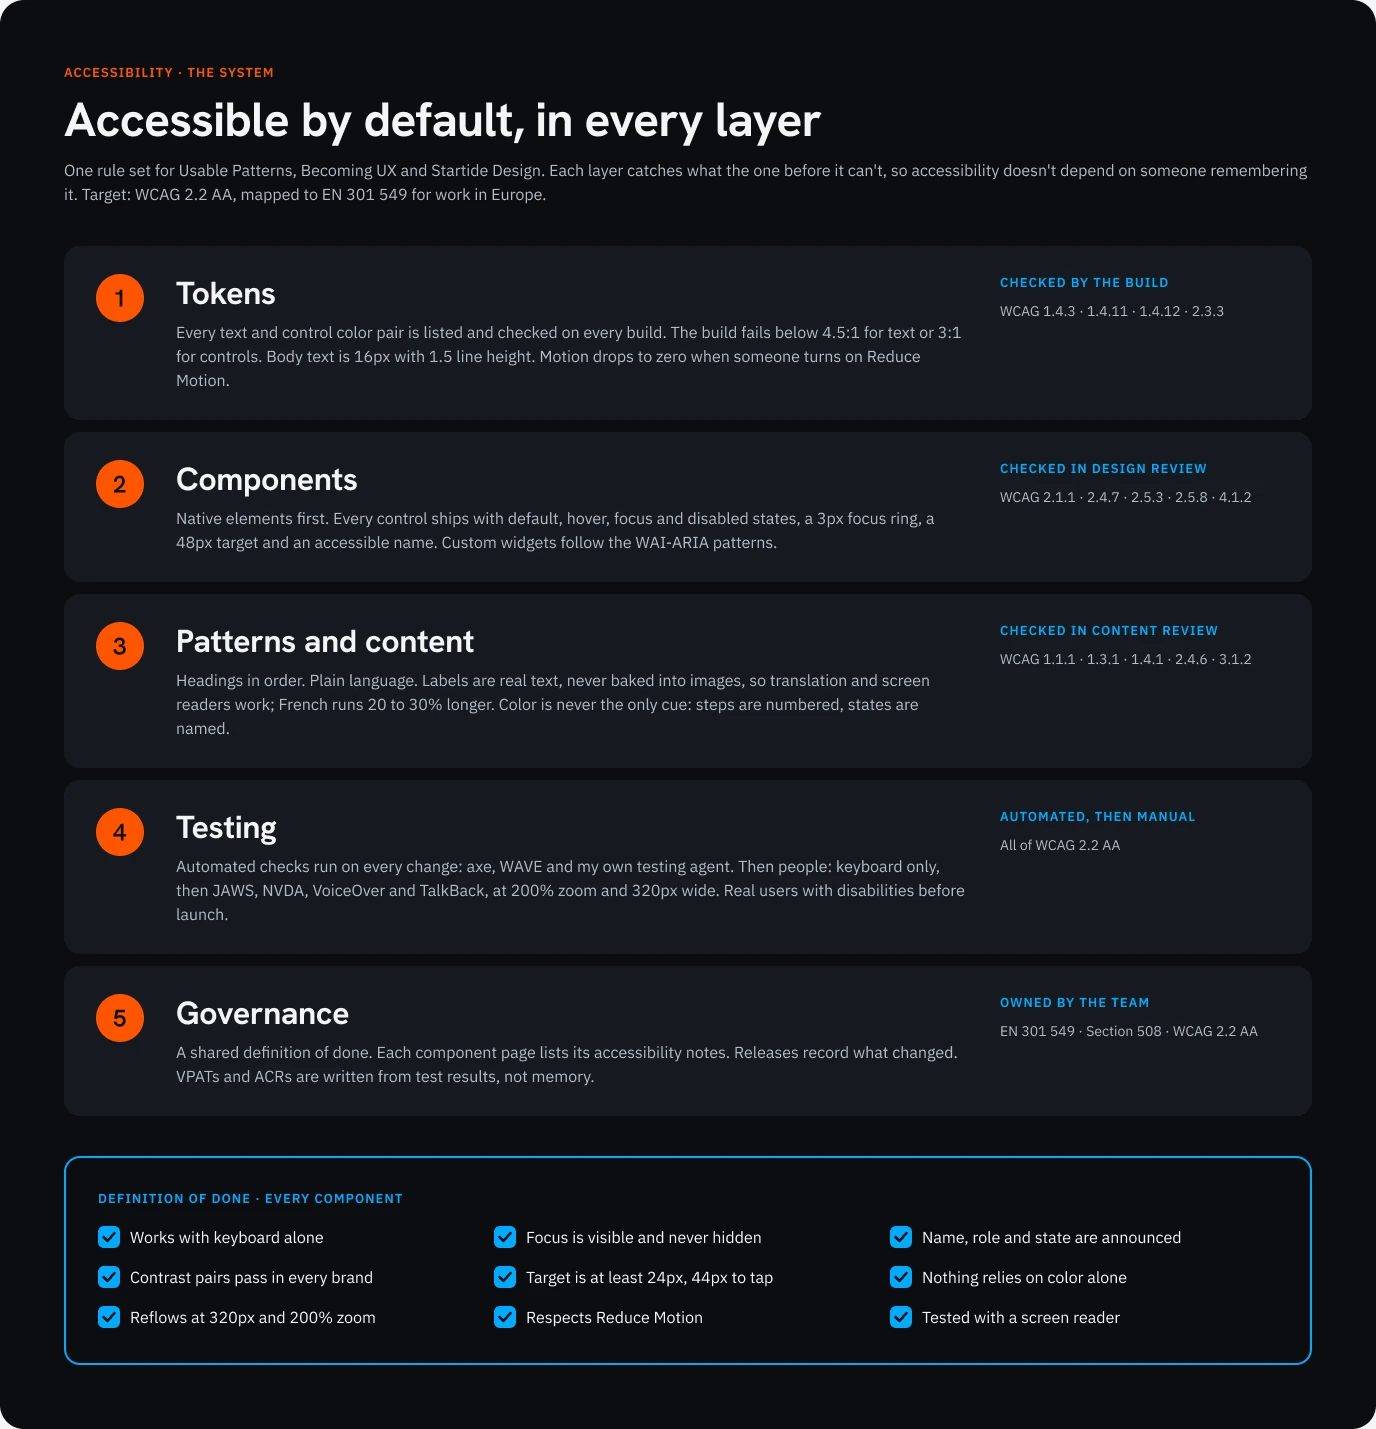 ACCESSIBILITY · THE SYSTEM
Accessible by default, in every layer
One rule set for Usable Patterns, Becoming UX and Startide Design. Each layer catches what the one before it can't, so accessibility doesn't depend on someone remembering
it. Target: WCAG 2.2 AA, mapped to EN 301 549 for work in Europe.
1
Tokens
Every text and control color pair is listed and checked on every build. The build fails below 4.5:1 for text or 3:1
for controls. Body text is 16px with 1.5 line height. Motion drops to zero when someone turns on Reduce
Motion.
CHECKED BY THE BUILD
WCAG 1.4.3 · 1.4.11 · 1.4.12 · 2.3.3
2
Components
Native elements first. Every control ships with default, hover, focus and disabled states, a 3px focus ring, a
48px target and an accessible name. Custom widgets follow the WAI-ARIA patterns.
CHECKED IN DESIGN REVIEW
WCAG 2.1.1 · 2.4.7 · 2.5.3 · 2.5.8 · 4.1.2
3
Patterns and content
Headings in order. Plain language. Labels are real text, never baked into images, so translation and screen
readers work; French runs 20 to 30% longer. Color is never the only cue: steps are numbered, states are
named.
CHECKED IN CONTENT REVIEW
WCAG 1.1.1 · 1.3.1 · 1.4.1 · 2.4.6 · 3.1.2
4
Testing
Automated checks run on every change: axe, WAVE and my own testing agent. Then people: keyboard only,
then JAWS, NVDA, VoiceOver and TalkBack, at 200% zoom and 320px wide. Real users with disabilities before
launch.
AUTOMATED, THEN MANUAL
All of WCAG 2.2 AA
5
Governance
A shared definition of done. Each component page lists its accessibility notes. Releases record what changed.
VPATs and ACRs are written from test results, not memory.
OWNED BY THE TEAM
EN 301 549 · Section 508 · WCAG 2.2 AA
DEFINITION OF DONE · EVERY COMPONENT
Works with keyboard alone
Focus is visible and never hidden
Name, role and state are announced
Contrast pairs pass in every brand
Target is at least 24px, 44px to tap
Nothing relies on color alone
Reflows at 320px and 200% zoom
Respects Reduce Motion
Tested with a screen reader